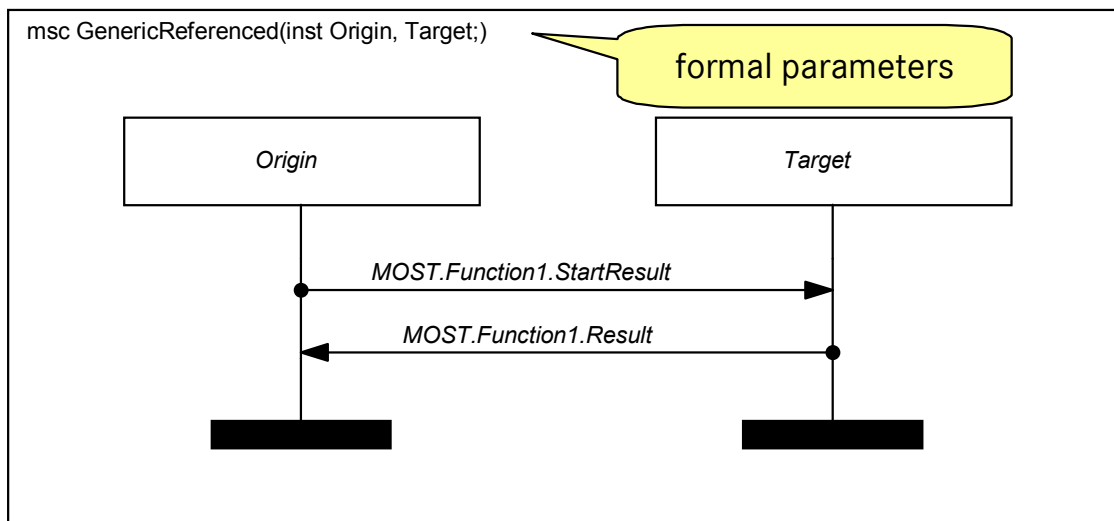 msc GenericReferenced(inst Origin, Target;)
formal parameters
Origin
Target
MOST.Function1.StartResult
MOST.Function1.Result